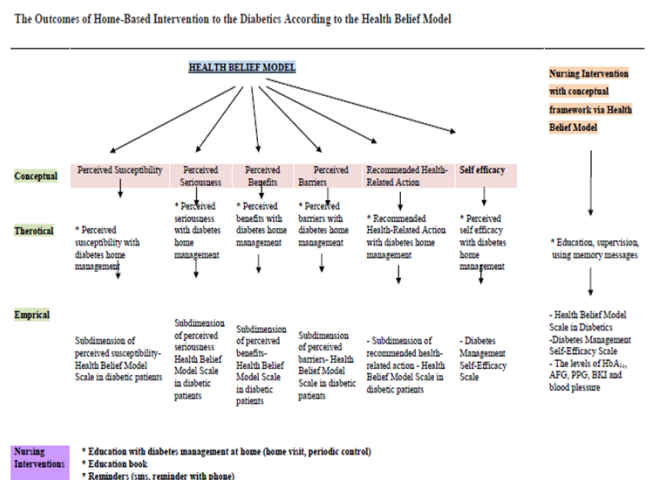 The Outcomes of Home-Based Intervention to the Diabetics According to the Health Belief Model
HEALTH BELIEF MODEL
Nursing Intervention
with conceptual
framework via Health
Belief Model
Conceptual
Perceived Susceptibility
Perceived
Seriousness
Perceived
Benefits
Perceived
Barriers
Recommended Health-
Related Action
Self efficacy
Therotical
* Perceived
susceptibility with
diabetes home
management
* Perceived
seriousness
with diabetes
home
management
* Perceived
benefits with
diabetes home
management
* Perceived
barriers with
diabetes home
management
* Recommended
Health-Related Action
with diabetes home
management
* Perceived
self efficacy
with diabetes
home
management
* Education, supervision,
using memory messages
Emprical
Subdimension of
perceived susceptibility-
Health Belief Model
Scale in diabetic patients
Subdimension
of perceived
seriousness
Health Belief
Model Scale
in diabetic
patients
Subdimension
of perceived
benefits-
Health Belief
Model Scale
in diabetic
patients
Subdimension of
perceived
barriers- Health
Belief Model
Scale in diabetic
patients
- Subdimension of
recommended health-
related action - Health
Belief Model Scale in
diabetic patients
- Diabetes
Management
Self-Efficacy
Scale
- Health Belief Model
Scale in Diabetics
-Diabetes Management
Self-Efficacy Scale
- The levels of HbA1c,
AFG, PPG, BKI and
blood plessure
Nursing
Interventions
* Education with diabetes management at home (home visit, periodic control)
* Education book
* Reminders (sms, reminder with phone)